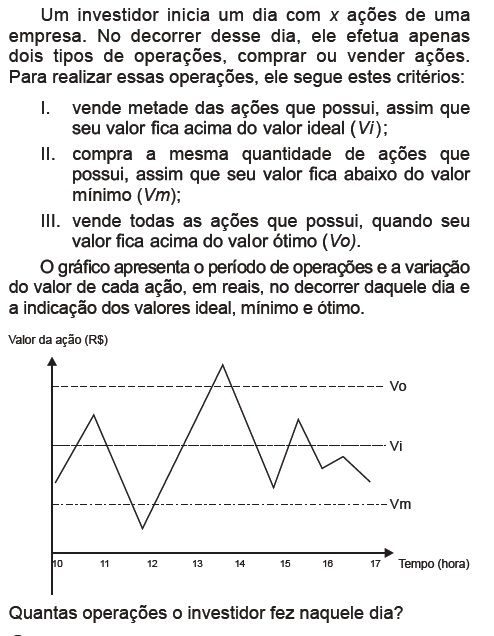 Um investidor inicia um dia com x ações de uma
empresa. No decorrer desse dia, ele efetua apenas
dois tipos de operações, comprar ou vender ações.
Para realizar essas operações, ele segue estes critérios:
I. vende metade das ações que possui, assim que
seu valor fica acima do valor ideal (Vi);
II. compra a mesma quantidade de ações que
possui, assim que seu valor fica abaixo do valor
mínimo (Vm);
III. vende todas as ações que possui, quando seu
valor fica acima do valor ótimo (Vo).
O gráfico apresenta o período de operações e a variação
do valor de cada ação, em reais, no decorrer daquele dia e
a indicação dos valores ideal, mínimo e ótimo.
Valor da ação (R$)
Vo
Vi
Vm
10 11 12 13 14 15 16 17 Tempo (hora)
Quantas operações o investidor fez naquele dia?